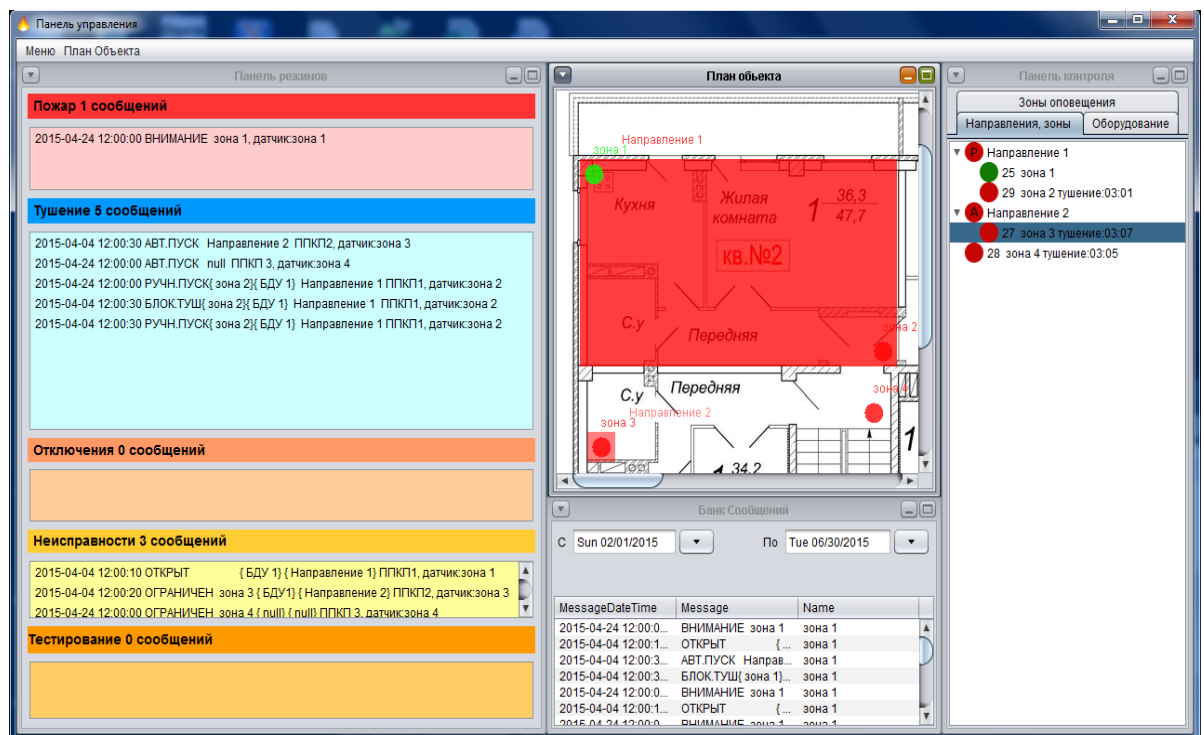 Панель управления
Меню План Объекта
Панель режимов
Пожар 1 сообщений
2015-04-24 12:00:00 ВНИМАНИЕ зона 1, датчик:зона 1
Тушение 5 сообщений
2015-04-04 12:00:30 АВТ.ПУСК Направление 2 ППКП2, датчик:зона 3
2015-04-24 12:00:00 АВТ.ПУСК null ППКП 3, датчик:зона 4
2015-04-24 12:00:00 РУЧН.ПУСК{ зона 2}{ БДУ 1} Направление 1 ППКП1, датчик:зона 2
2015-04-04 12:00:30 БЛОК.ТУШ{ зона 2}{ БДУ 1} Направление 1 ППКП1, датчик:зона 2
2015-04-04 12:00:30 РУЧН.ПУСК{ зона 2}{ БДУ 1} Направление 1 ППКП1, датчик:зона 2
Отключения 0 сообщений
Неисправности 3 сообщений
2015-04-04 12:00:10 ОТКРЫТ { БДУ 1} { Направление 1} ППКП1, датчик:зона 1
2015-04-04 12:00:20 ОГРАНИЧЕН зона 3 { БДУ1} { Направление 2} ППКП2, датчик:зона 3
2015-04-24 12:00:00 ОГРАНИЧЕН зона 4 { null} { null} ППКП 3, датчик:зона 4
Тестирование 0 сообщений
План обьекта
Направление 1
зона 1
Кухня
Жилая комната
1 36,3
47,7
КВ.№2
С.у
Передняя
зона 2
С.у
Передняя
зона 4
Направление 2
зона 3
1
34.2
Банк Сообщений
С Sun 02/01/2015 По Tue 06/30/2015
MessageDateTime Message Name
2015-04-24 12:00:0... ВНИМАНИЕ зона 1 зона 1
2015-04-04 12:00:1... ОТКРЫТ { ... зона 1
2015-04-04 12:00:3... АВТ.ПУСК Направ... зона 1
2015-04-04 12:00:3... БЛОК.ТУШ{ зона 1}... зона 1
2015-04-24 12:00:0... ВНИМАНИЕ зона 1 зона 1
2015-04-04 12:00:1... ОТКРЫТ { ... зона 1
2015-04-24 12:00:0... ВНИМАНИЕ зона 1 зона 1
Панель контроля
Зоны оповещения
Направления, зоны Оборудование
Р Направление 1
25 зона 1
29 зона 2 тушение:03:01
А Направление 2
27 зона 3 тушение:03:07
28 зона 4 тушение:03:05